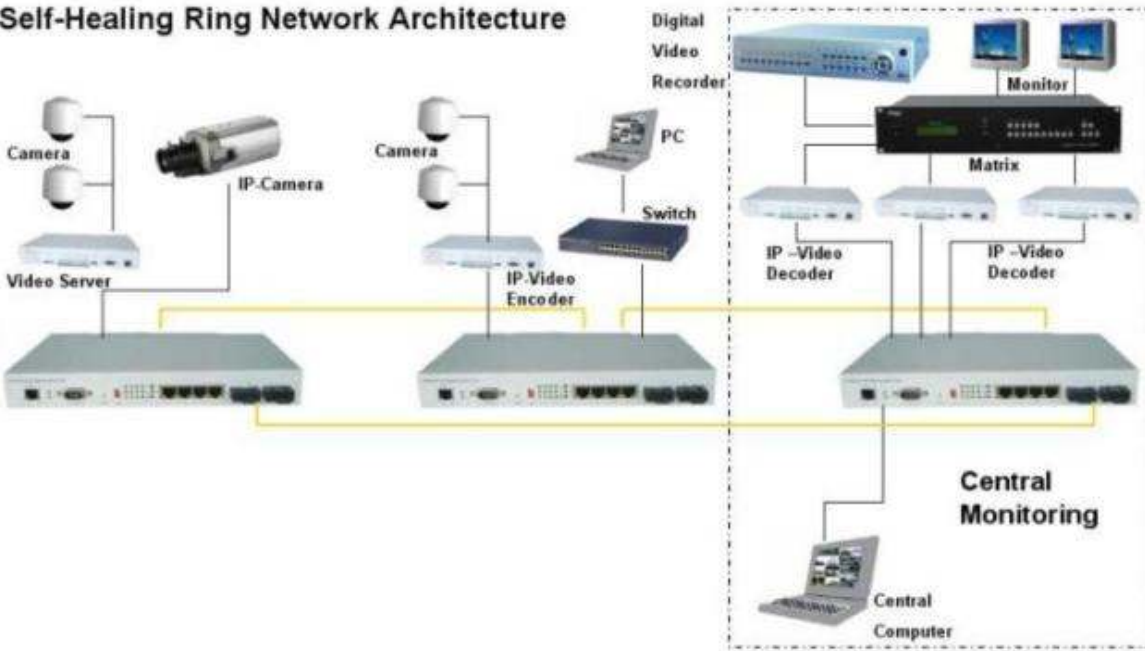 Self-Healing Ring Network Architecture
Digital
Video
Recorder
Monitor
Camera
IP-Camera
Camera
PC
Matrix
Switch
Video Server
IP-Video
Encoder
IP –Video
Decoder
IP –Video
Decoder
Central
Monitoring
Central
Computer